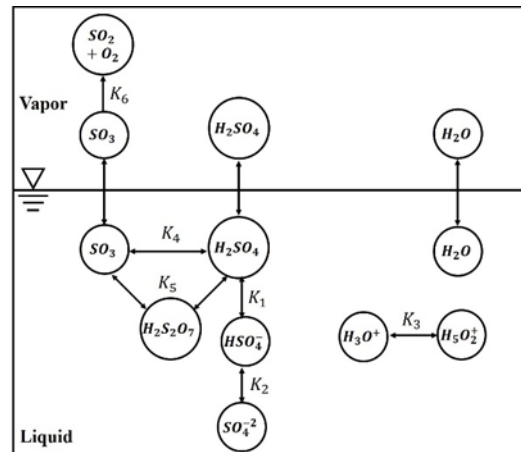 SO₂
+ O₂
K₆
Vapor
SO₃
H₂SO₄
H₂O
SO₃
K₄
H₂SO₄
H₂O
K₅
K₁
H₂S₂O₇
HSO₄⁻
H₃O⁺
K₃
H₅O₂⁺
K₂
SO₄⁻²
Liquid